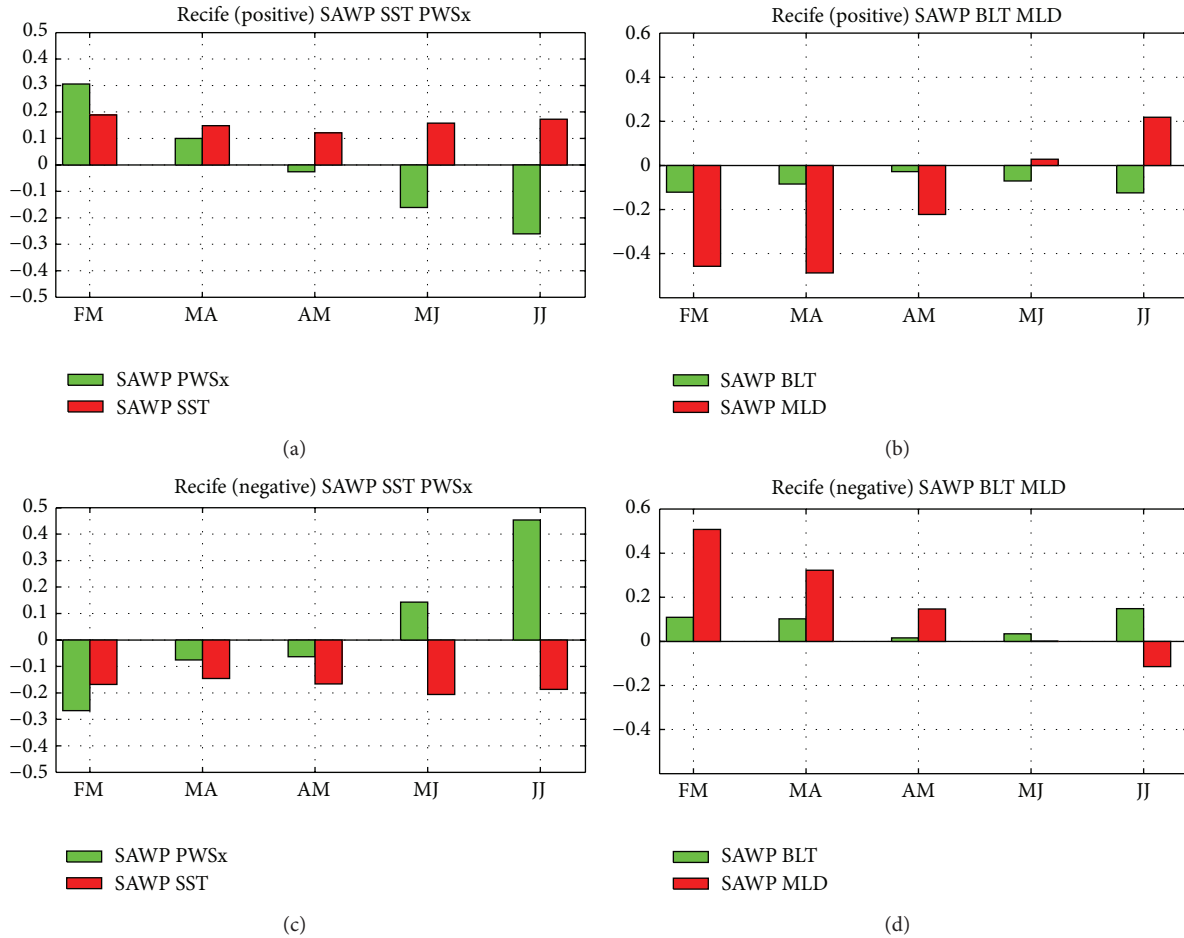 Recife (positive) SAWP SST PWSx
0.5
0.4
0.3
0.2
0.1
0
−0.1
−0.2
−0.3
−0.4
−0.5
FM MA AM MJ JJ
SAWP PWSx
SAWP SST
(a)
Recife (positive) SAWP BLT MLD
0.6
0.4
0.2
0
−0.2
−0.4
FM MA AM MJ JJ
SAWP BLT
SAWP MLD
(b)
Recife (negative) SAWP SST PWSx
0.5
0.4
0.3
0.2
0.1
0
−0.1
−0.2
−0.3
−0.4
−0.5
FM MA AM MJ JJ
SAWP PWSx
SAWP SST
(c)
Recife (negative) SAWP BLT MLD
0.6
0.4
0.2
0
−0.2
−0.4
FM MA AM MJ JJ
SAWP BLT
SAWP MLD
(d)